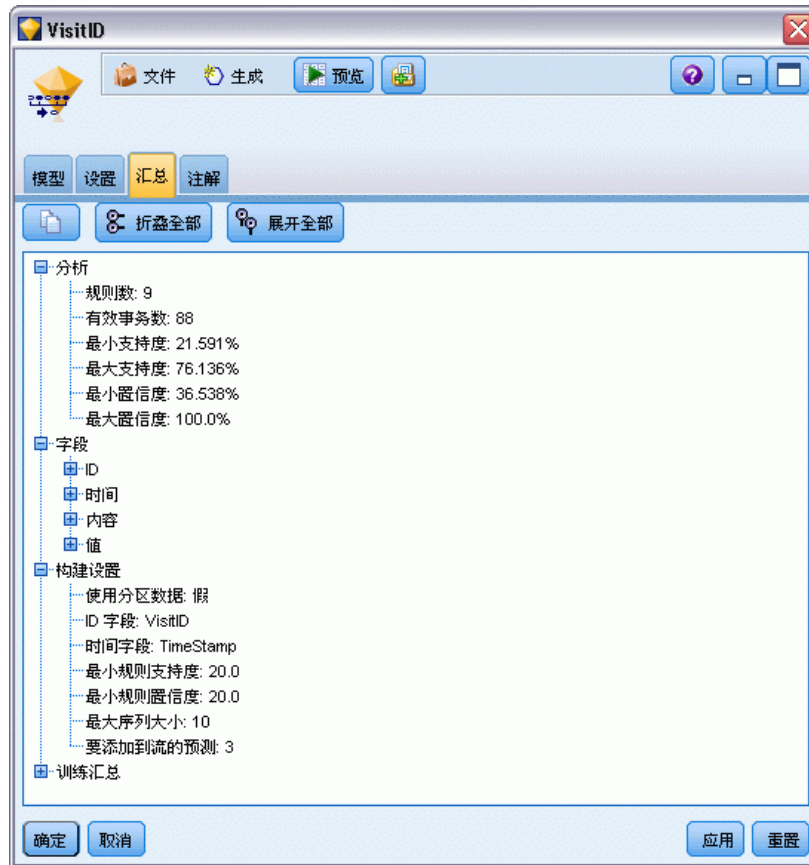 VisitID
文件 生成 预览
模型 设置 汇总 注解
折叠全部 展开全部
分析
规则数: 9
有效事务数: 88
最小支持度: 21.591%
最大支持度: 76.136%
最小置信度: 36.538%
最大置信度: 100.0%
字段
ID
时间
内容
值
构建设置
使用分区数据: 假
ID 字段: VisitID
时间字段: TimeStamp
最小规则支持度: 20.0
最小规则置信度: 20.0
最大序列大小: 10
要添加到流的预测: 3
训练汇总
确定 取消 应用 重置